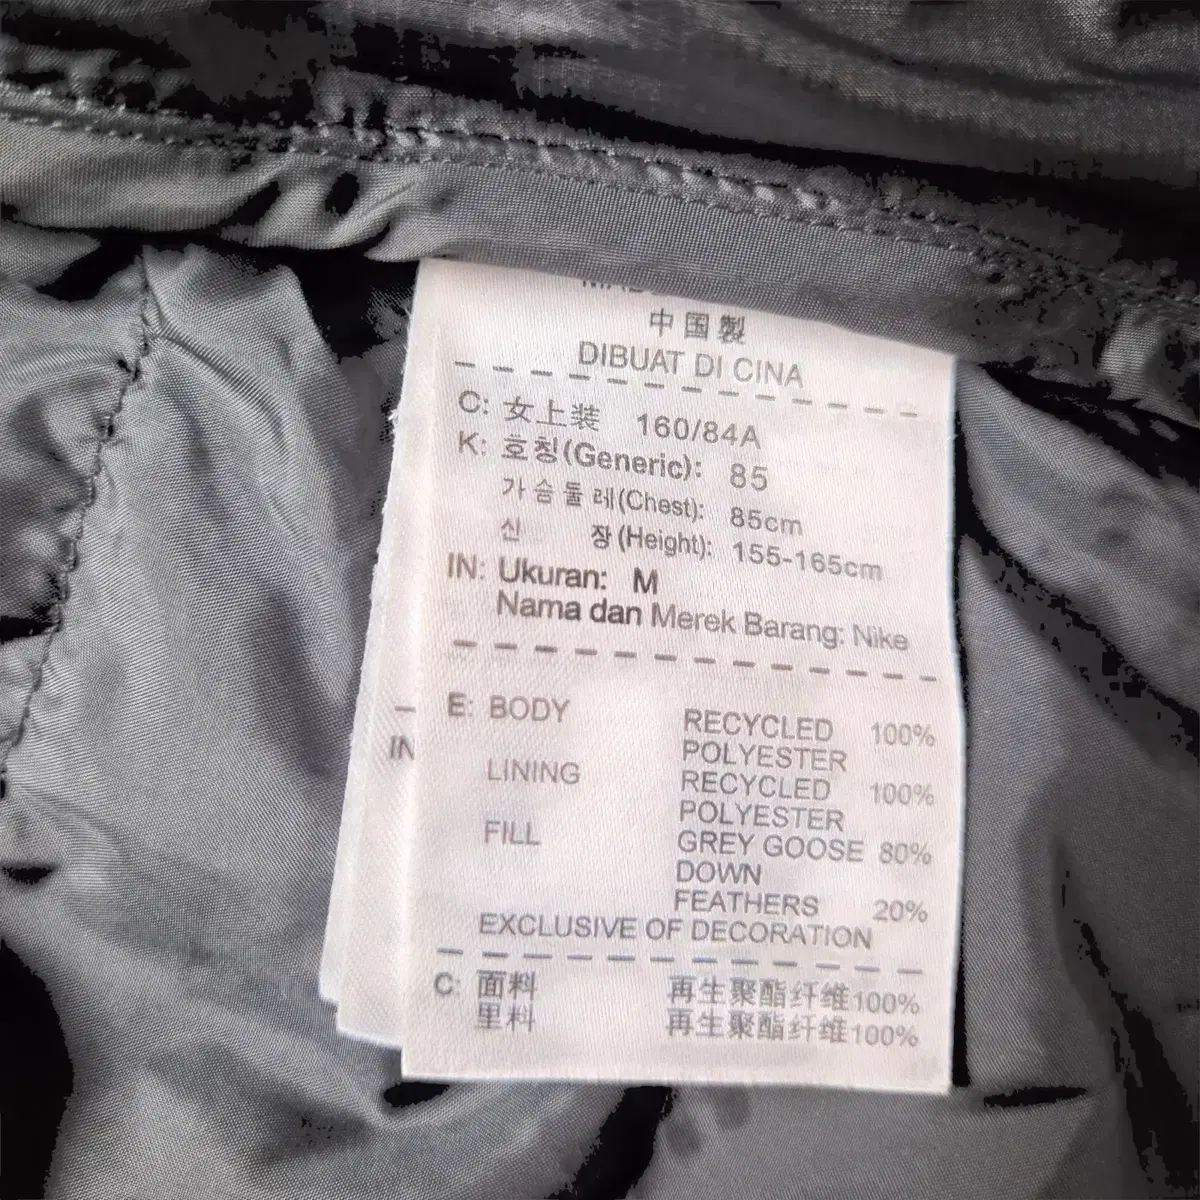 中国製
DIBUAT DI CINA
C: 女上装 160/84A
K: 호칭(Generic): 85
가슴둘레(Chest): 85cm
신 장(Height): 155-165cm
IN: Ukuran: M
Nama dan Merek Barang: Nike
E: BODY RECYCLED 100%
POLYESTER
LINING RECYCLED 100%
POLYESTER
FILL GREY GOOSE 80%
DOWN
FEATHERS 20%
EXCLUSIVE OF DECORATION
C: 面料 再生聚酯纤维100%
里料 再生聚酯纤维100%
IN